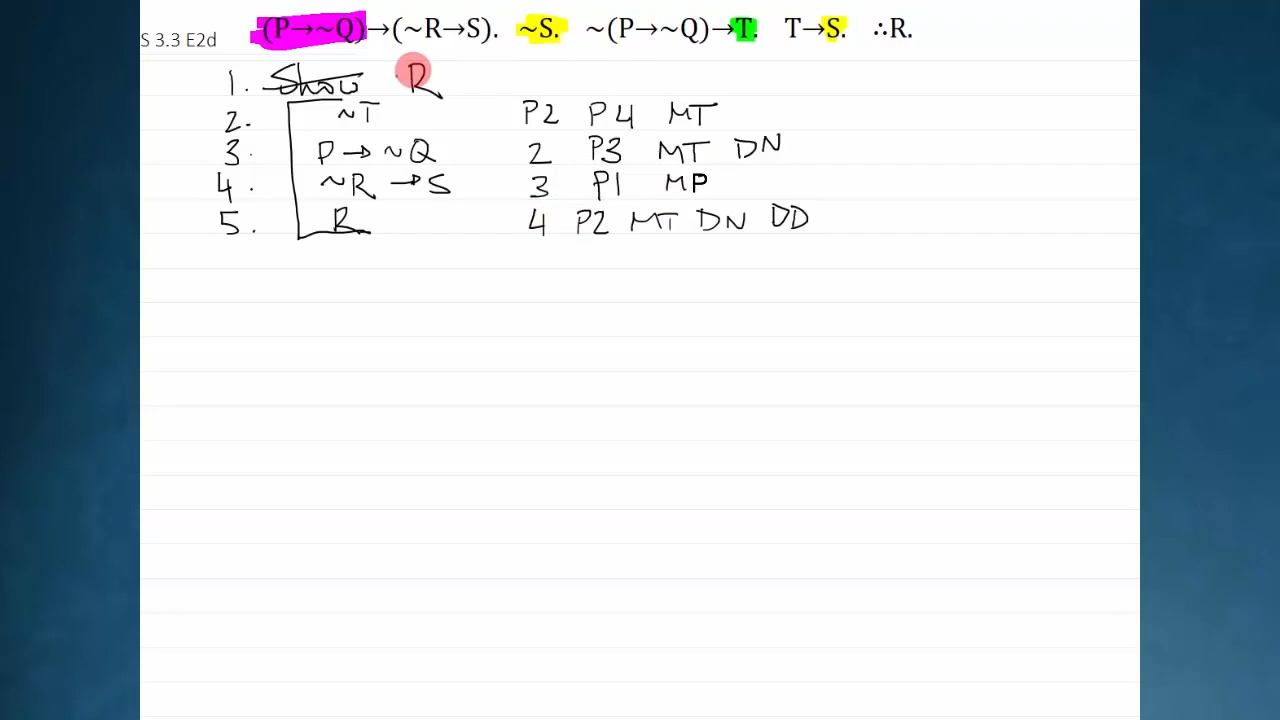 S 3.3 E2d (P→~Q)→(~R→S). ~S. ~(P→~Q)→T. T→S. ∴R.
1. Show R
2. ~T P2 P4 MT
3. P→~Q 2 P3 MT DN
4. ~R→S 3 P1 MP
5. R 4 P2 MT DN DD